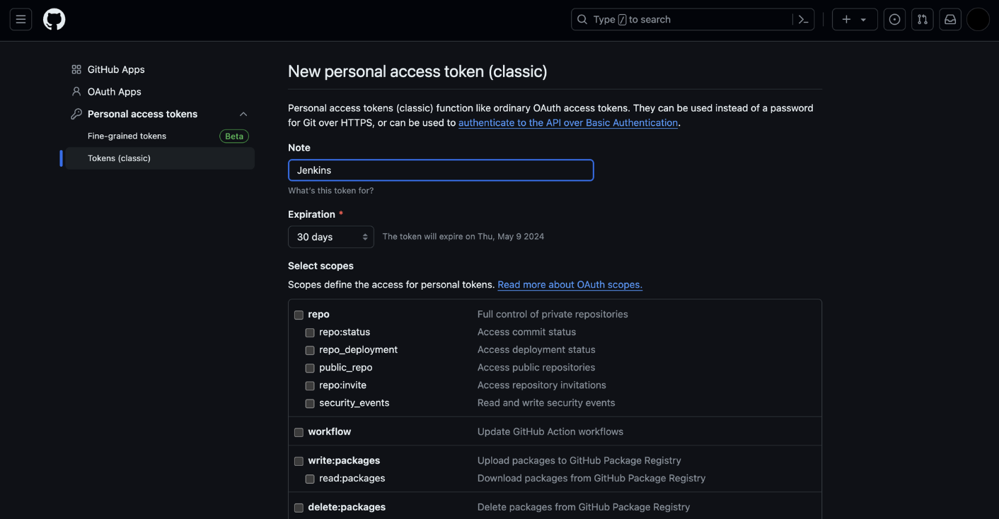 Type / to search
GitHub Apps
OAuth Apps
Personal access tokens
Fine-grained tokens Beta
Tokens (classic)
New personal access token (classic)
Personal access tokens (classic) function like ordinary OAuth access tokens. They can be used instead of a password
for Git over HTTPS, or can be used to authenticate to the API over Basic Authentication.
Note
Jenkins
What's this token for?
Expiration *
30 days The token will expire on Thu, May 9 2024
Select scopes
Scopes define the access for personal tokens. Read more about OAuth scopes.
repo Full control of private repositories
repo:status Access commit status
repo_deployment Access deployment status
public_repo Access public repositories
repo:invite Access repository invitations
security_events Read and write security events
workflow Update GitHub Action workflows
write:packages Upload packages to GitHub Package Registry
read:packages Download packages from GitHub Package Registry
delete:packages Delete packages from GitHub Package Registry